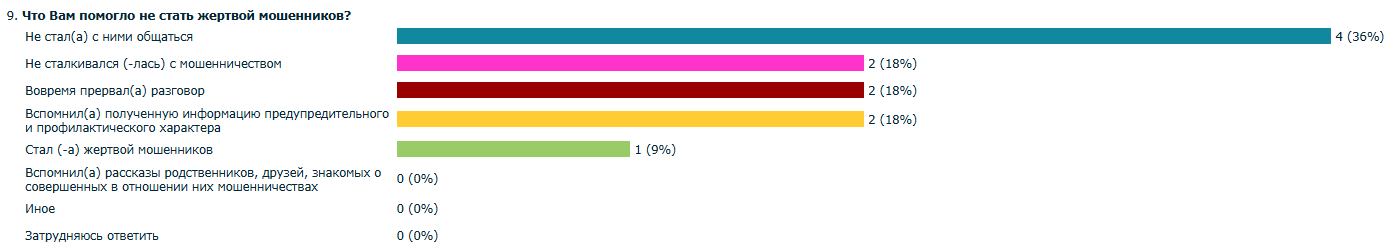 9. Что Вам помогло не стать жертвой мошенников?
Не стал(а) с ними общаться 4 (36%)
Не сталкивался (-лась) с мошенничеством 2 (18%)
Вовремя прервал(а) разговор 2 (18%)
Вспомнил(а) полученную информацию предупредительного
и профилактического характера 2 (18%)
Стал (-а) жертвой мошенников 1 (9%)
Вспомнил(а) рассказы родственников, друзей, знакомых о
совершенных в отношении них мошенничествах 0 (0%)
Иное 0 (0%)
Затрудняюсь ответить 0 (0%)